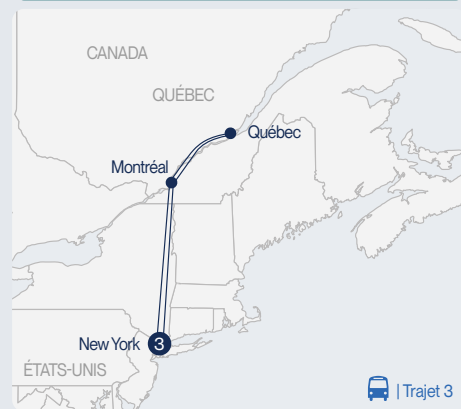 CANADA
QUÉBEC
Québec
Montréal
New York 3
ÉTATS-UNIS
| Trajet 3